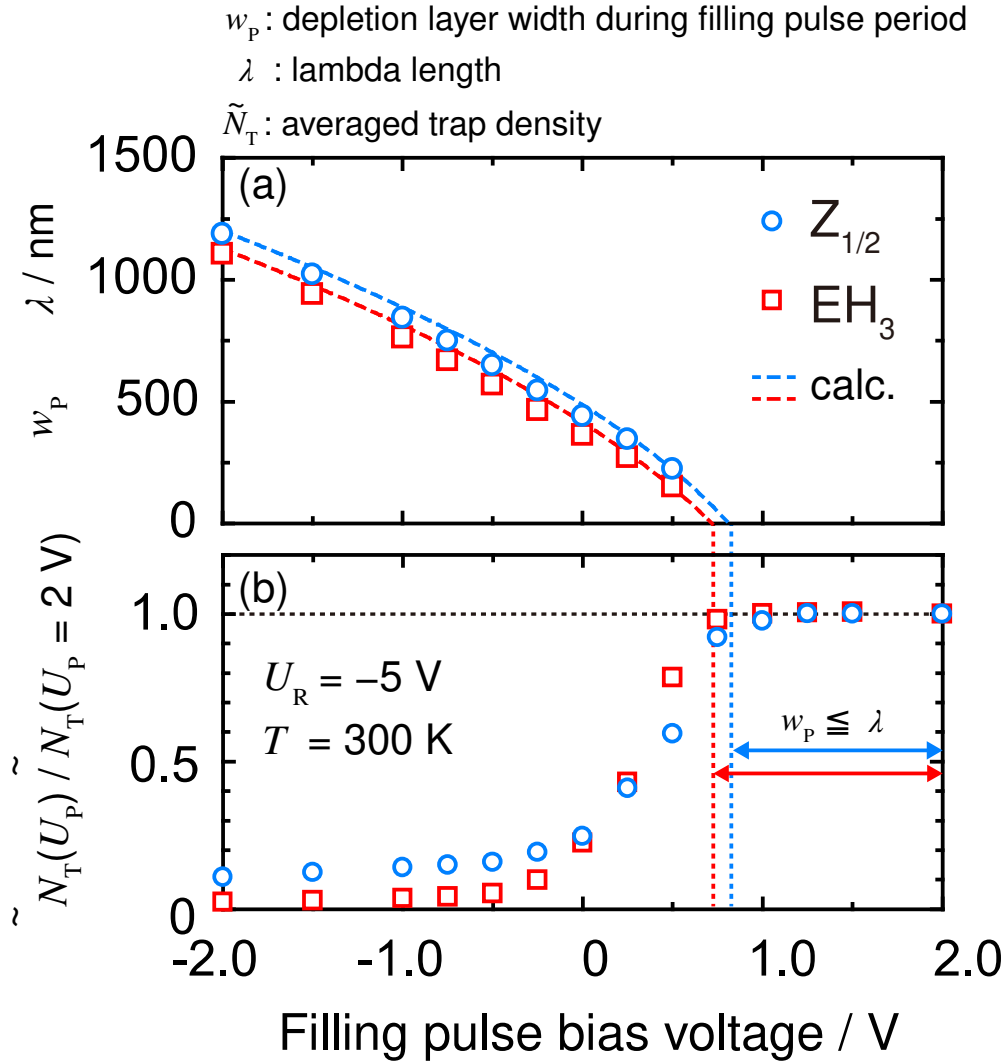 w_P : depletion layer width during filling pulse period
λ : lambda length
Ñ_T : averaged trap density
1500
(a)
1000
500
0
w_P λ / nm
Z_1/2
EH_3
calc.
(b)
1.0
0.5
0
Ñ_T(U_P) / Ñ_T(U_P = 2 V)
U_R = −5 V
T = 300 K
w_P ≦ λ
-2.0 -1.0 0 1.0 2.0
Filling pulse bias voltage / V